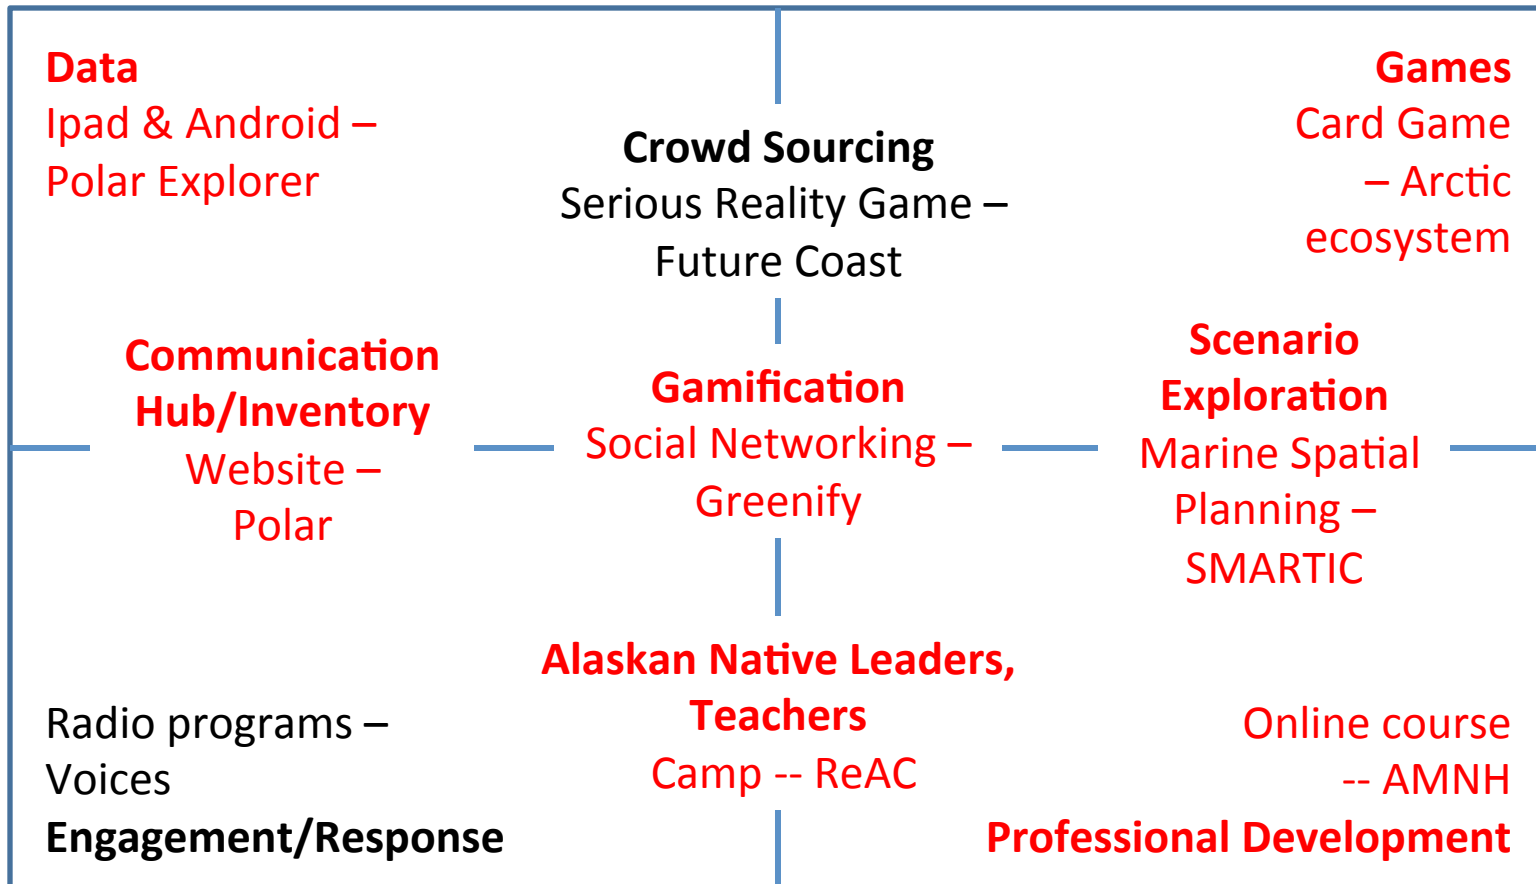 Data
Ipad & Android –
Polar Explorer
Crowd Sourcing
Serious Reality Game –
Future Coast
Games
Card Game
– Arctic
ecosystem
Communication
Hub/Inventory
Website –
Polar
Gamification
Social Networking –
Greenify
Scenario
Exploration
Marine Spatial
Planning –
SMARTIC
Radio programs –
Voices
Engagement/Response
Alaskan Native Leaders,
Teachers
Camp -- ReAC
Online course
-- AMNH
Professional Development